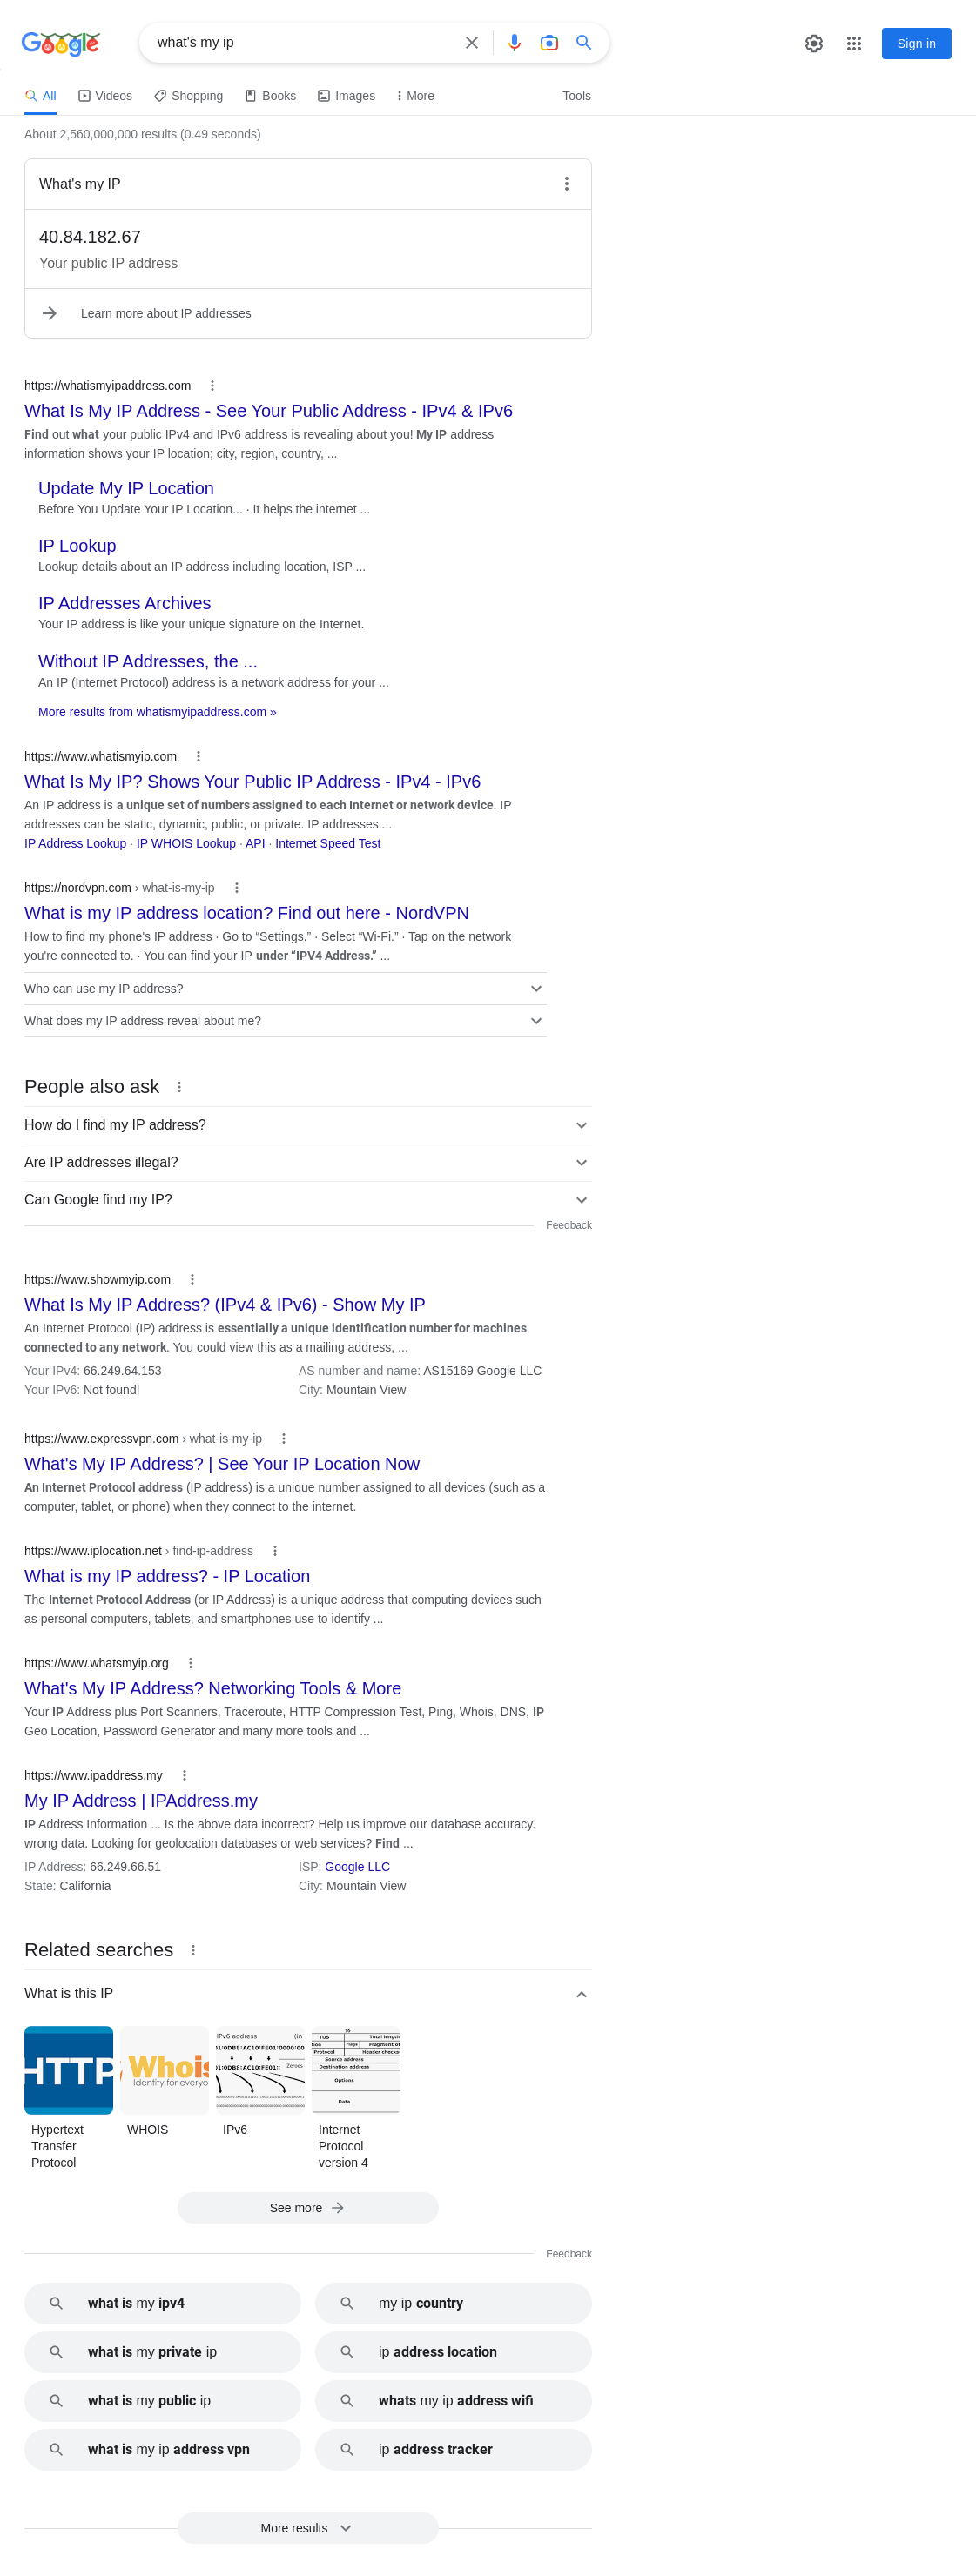 Google
what's my ip
Sign in
All
Videos
Shopping
Books
Images
More
Tools
About 2,560,000,000 results (0.49 seconds)
What's my IP
40.84.182.67
Your public IP address
Learn more about IP addresses
https://whatismyipaddress.com
What Is My IP Address - See Your Public Address - IPv4 & IPv6
Find out what your public IPv4 and IPv6 address is revealing about you! My IP address
information shows your IP location; city, region, country, ...
Update My IP Location
Before You Update Your IP Location... · It helps the internet ...
IP Lookup
Lookup details about an IP address including location, ISP ...
IP Addresses Archives
Your IP address is like your unique signature on the Internet.
Without IP Addresses, the ...
An IP (Internet Protocol) address is a network address for your ...
More results from whatismyipaddress.com »
https://www.whatismyip.com
What Is My IP? Shows Your Public IP Address - IPv4 - IPv6
An IP address is a unique set of numbers assigned to each Internet or network device. IP
addresses can be static, dynamic, public, or private. IP addresses ...
IP Address Lookup · IP WHOIS Lookup · API · Internet Speed Test
https://nordvpn.com › what-is-my-ip
What is my IP address location? Find out here - NordVPN
How to find my phone's IP address · Go to “Settings.” · Select “Wi-Fi.” · Tap on the network
you're connected to. · You can find your IP under “IPV4 Address.” ...
Who can use my IP address?
What does my IP address reveal about me?
People also ask
How do I find my IP address?
Are IP addresses illegal?
Can Google find my IP?
Feedback
https://www.showmyip.com
What Is My IP Address? (IPv4 & IPv6) - Show My IP
An Internet Protocol (IP) address is essentially a unique identification number for machines
connected to any network. You could view this as a mailing address, ...
Your IPv4: 66.249.64.153
AS number and name: AS15169 Google LLC
Your IPv6: Not found!
City: Mountain View
https://www.expressvpn.com › what-is-my-ip
What's My IP Address? | See Your IP Location Now
An Internet Protocol address (IP address) is a unique number assigned to all devices (such as a
computer, tablet, or phone) when they connect to the internet.
https://www.iplocation.net › find-ip-address
What is my IP address? - IP Location
The Internet Protocol Address (or IP Address) is a unique address that computing devices such
as personal computers, tablets, and smartphones use to identify ...
https://www.whatsmyip.org
What's My IP Address? Networking Tools & More
Your IP Address plus Port Scanners, Traceroute, HTTP Compression Test, Ping, Whois, DNS, IP
Geo Location, Password Generator and many more tools and ...
https://www.ipaddress.my
My IP Address | IPAddress.my
IP Address Information ... Is the above data incorrect? Help us improve our database accuracy.
wrong data. Looking for geolocation databases or web services? Find ...
IP Address: 66.249.66.51
ISP: Google LLC
State: California
City: Mountain View
Related searches
What is this IP
HTTP
Whois
Identity for everyo
IPv6 address (in
Zeroes
16
TOS Total length
Flags Fragment of
Protocol Header checks
Source address
Destination address
Options
Data
Hypertext
Transfer
Protocol
WHOIS
IPv6
Internet
Protocol
version 4
See more
Feedback
what is my ipv4
my ip country
what is my private ip
ip address location
what is my public ip
whats my ip address wifi
what is my ip address vpn
ip address tracker
More results